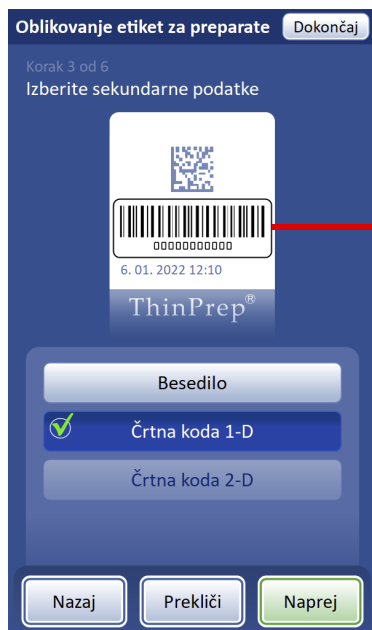 Oblikovanje etiket za preparate Dokončaj
Korak 3 od 6
Izberite sekundarne podatke
00000000000
6. 01. 2022 12:10
ThinPrep®
Besedilo
Črtna koda 1-D
Črtna koda 2-D
Nazaj Prekliči Naprej